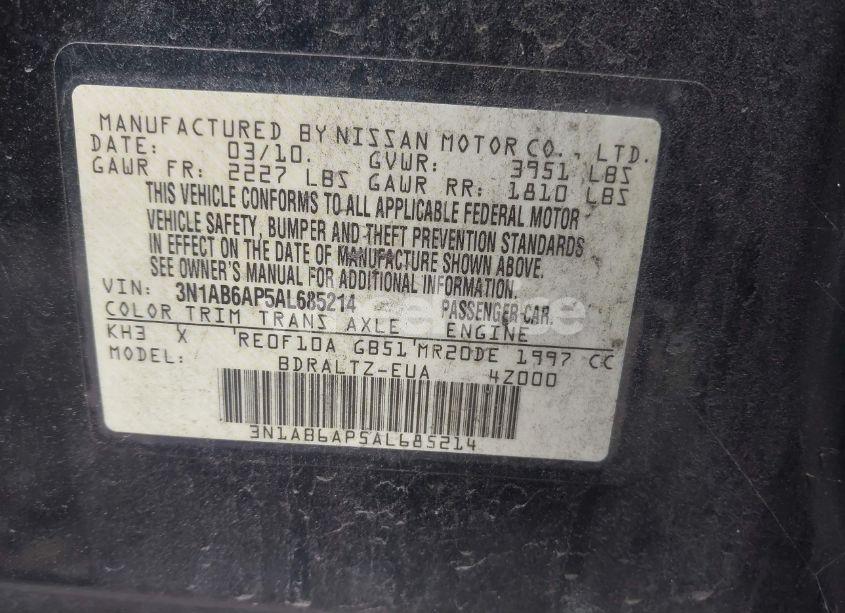 MANUFACTURED BY NISSAN MOTOR CO., LTD.
DATE: 03/10. GVWR: 3951 LBS
GAWR FR: 2227 LBS GAWR RR: 1810 LBS
THIS VEHICLE CONFORMS TO ALL APPLICABLE FEDERAL MOTOR
VEHICLE SAFETY, BUMPER AND THEFT PREVENTION STANDARDS
IN EFFECT ON THE DATE OF MANUFACTURE SHOWN ABOVE.
SEE OWNER'S MANUAL FOR ADDITIONAL INFORMATION.
VIN: 3N1AB6AP5AL685214 PASSENGER CAR.
COLOR TRIM TRANS AXLE ENGINE
KH3 X RE0F10A GB51 MR20DE 1997 CC
MODEL: BDRALTZ-EUA 4Z000
3N1AB6AP5AL685214